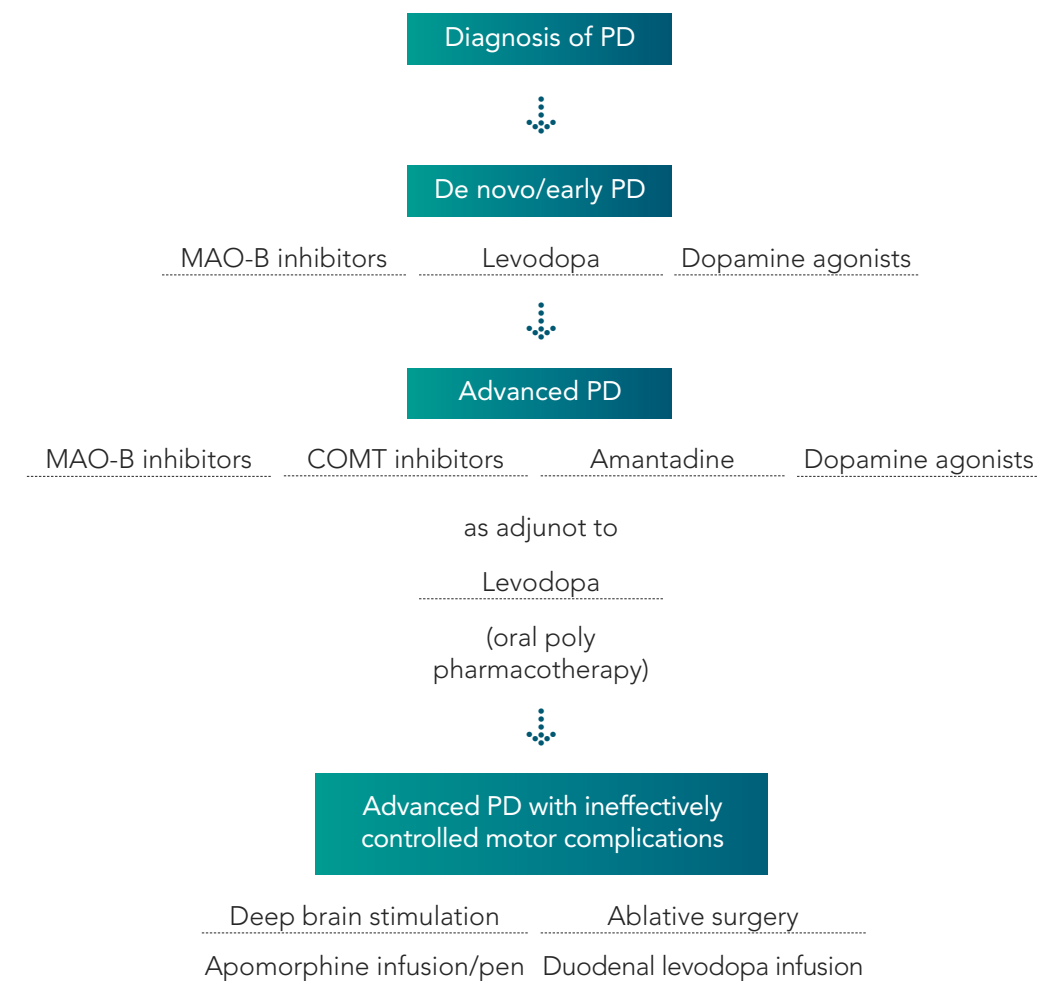 Diagnosis of PD
De novo/early PD
MAO-B inhibitors Levodopa Dopamine agonists
Advanced PD
MAO-B inhibitors COMT inhibitors Amantadine Dopamine agonists
as adjunot to
Levodopa
(oral poly
pharmacotherapy)
Advanced PD with ineffectively
controlled motor complications
Deep brain stimulation Ablative surgery
Apomorphine infusion/pen Duodenal levodopa infusion